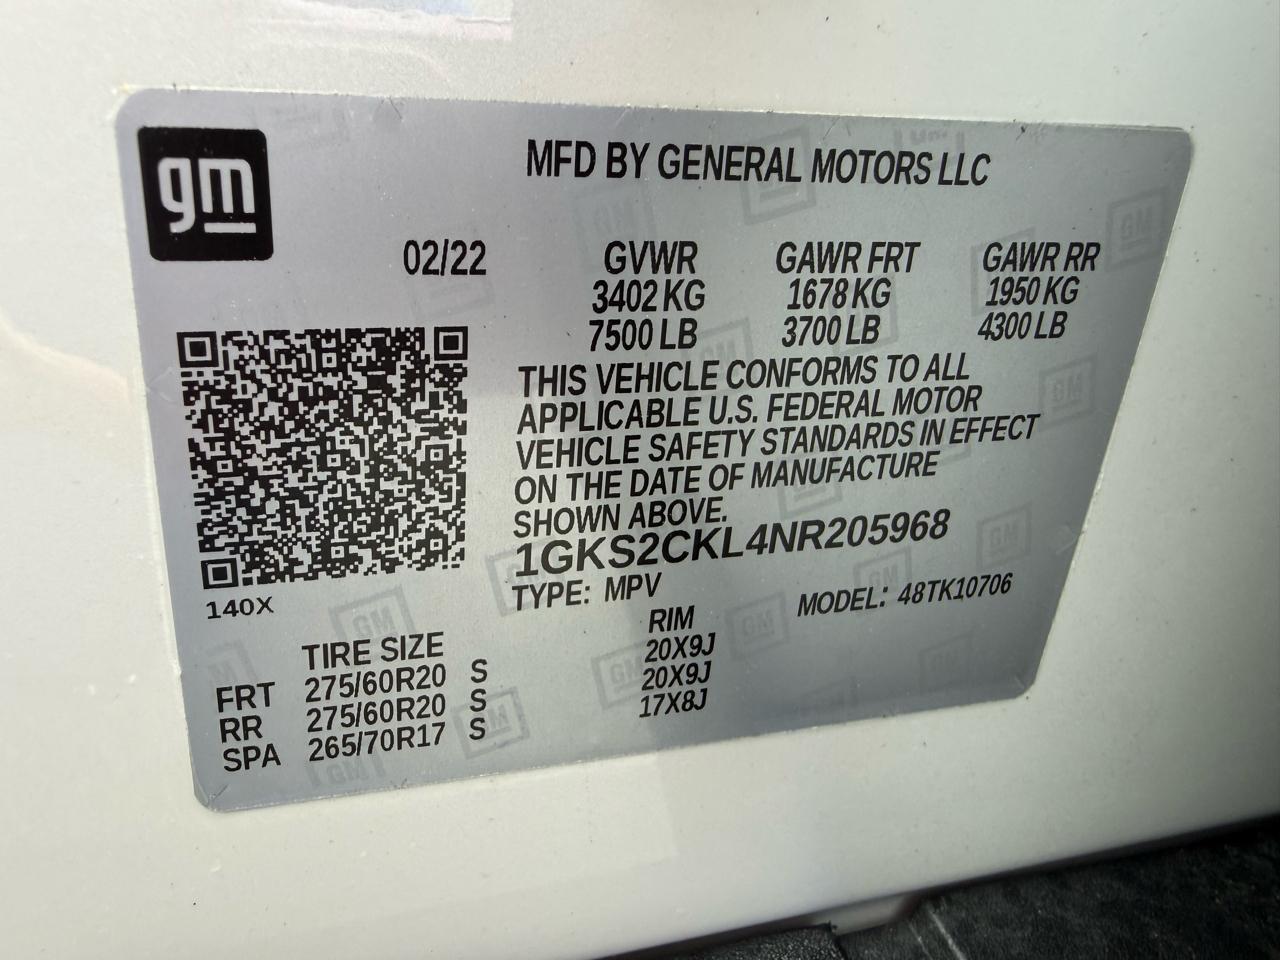 gm
MFD BY GENERAL MOTORS LLC
02/22 GVWR GAWR FRT GAWR RR
3402 KG 1678 KG 1950 KG
7500 LB 3700 LB 4300 LB
THIS VEHICLE CONFORMS TO ALL
APPLICABLE U.S. FEDERAL MOTOR
VEHICLE SAFETY STANDARDS IN EFFECT
ON THE DATE OF MANUFACTURE
SHOWN ABOVE.
1GKS2CKL4NR205968
TYPE: MPV MODEL: 48TK10706
140X
TIRE SIZE RIM
FRT 275/60R20 S 20X9J
RR 275/60R20 S 20X9J
SPA 265/70R17 S 17X8J